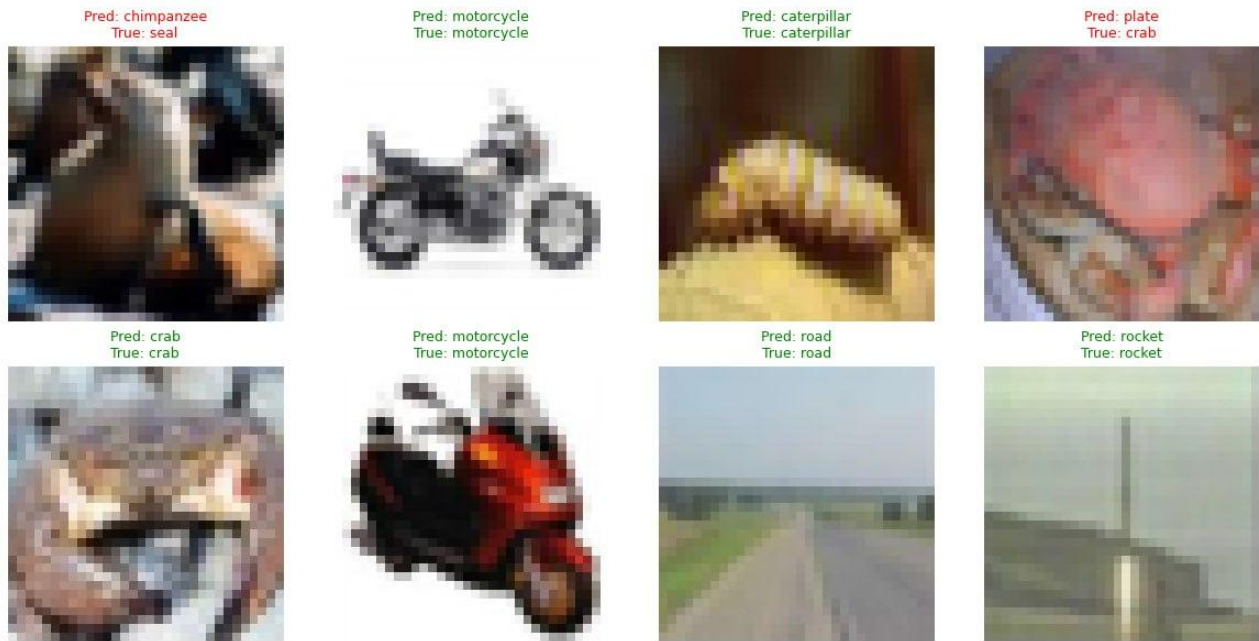 Pred: chimpanzee
True: seal
Pred: motorcycle
True: motorcycle
Pred: caterpillar
True: caterpillar
Pred: plate
True: crab
Pred: crab
True: crab
Pred: motorcycle
True: motorcycle
Pred: road
True: road
Pred: rocket
True: rocket